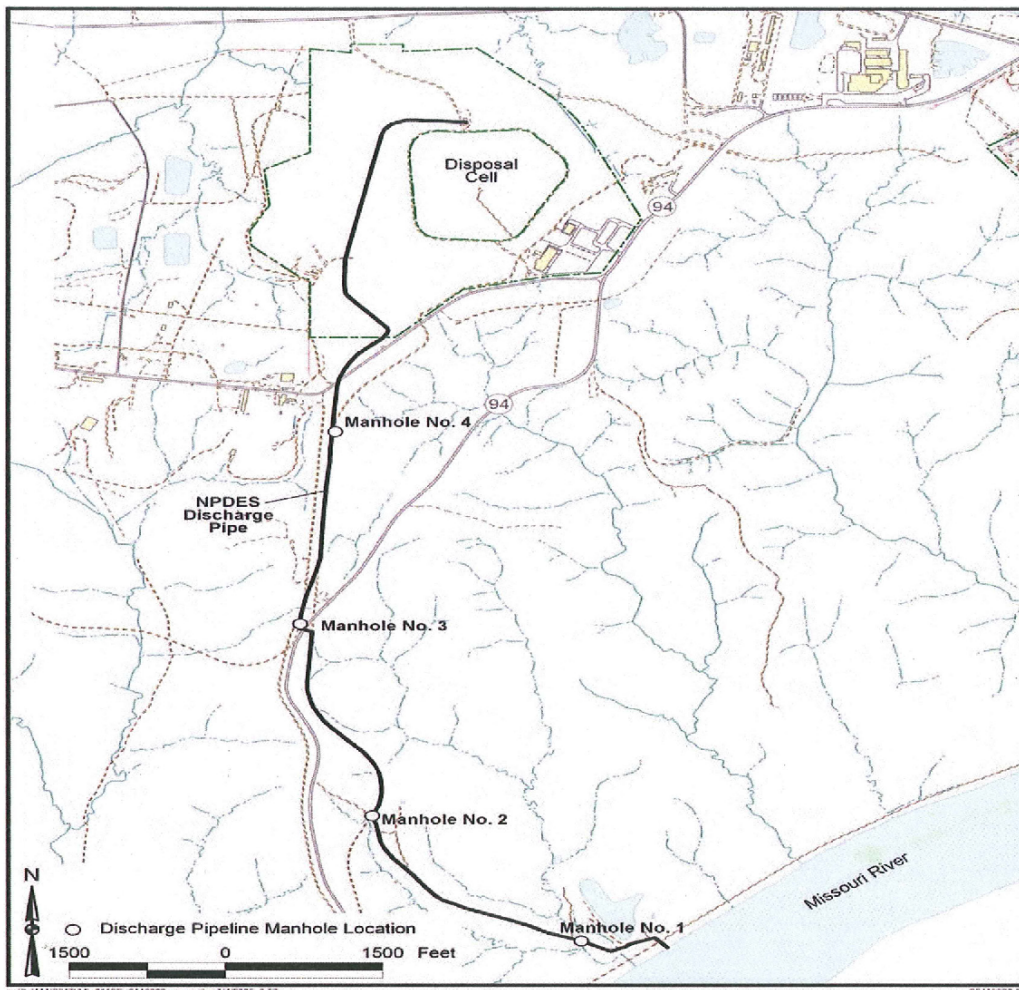 Disposal
Cell
94
94
Manhole No. 4
NPDES
Discharge
Pipe
Manhole No. 3
Manhole No. 2
Missouri River
Manhole No. 1
N
Discharge Pipeline Manhole Location
1500 0 1500 Feet